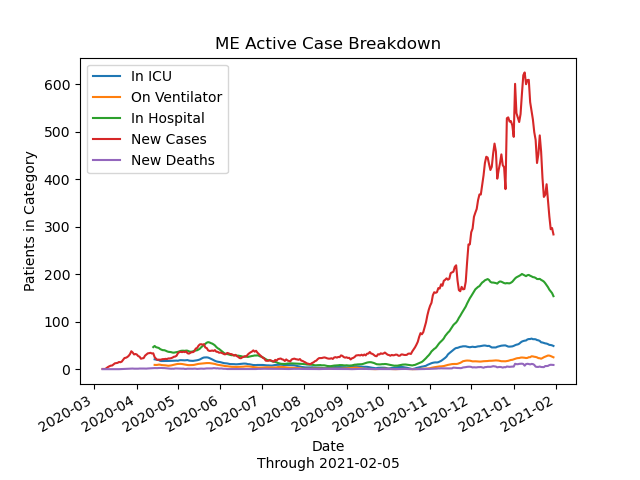 ME Active Case Breakdown
In ICU
On Ventilator
In Hospital
New Cases
New Deaths
Patients in Category
600
500
400
300
200
100
0
2020-03
2020-04
2020-05
2020-06
2020-07
2020-08
2020-09
2020-10
2020-11
2020-12
2021-01
2021-02
Date
Through 2021-02-05